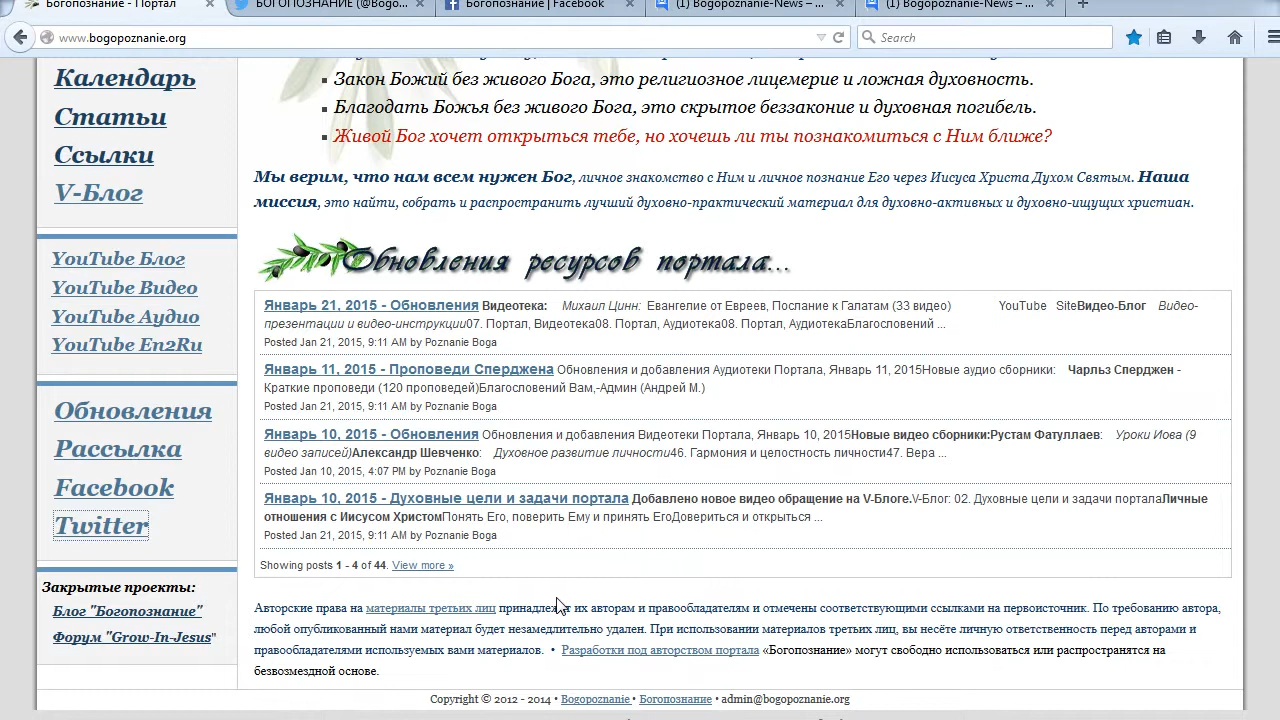 Богопознание - Портал
БОГОПОЗНАНИЕ (@Bogo...
Богопознание | Facebook
(1) Bogopoznanie-News – ...
(1) Bogopoznanie-News – ...
www.bogopoznanie.org
Search
Календарь
Статьи
Ссылки
V-Блог
YouTube Блог
YouTube Видео
YouTube Аудио
YouTube En2Ru
Обновления
Рассылка
Facebook
Twitter
Закрытые проекты:
Блог "Богопознание"
Форум "Grow-In-Jesus"
Закон Божий без живого Бога, это религиозное лицемерие и ложная духовность.
Благодать Божья без живого Бога, это скрытое беззаконие и духовная погибель.
Живой Бог хочет открыться тебе, но хочешь ли ты познакомиться с Ним ближе?
Мы верим, что нам всем нужен Бог, личное знакомство с Ним и личное познание Его через Иисуса Христа Духом Святым. Наша
миссия, это найти, собрать и распространить лучший духовно-практический материал для духовно-активных и духовно-ищущих христиан.
Обновления ресурсов портала...
Январь 21, 2015 - Обновления Видеотека: Михаил Цинн: Евангелие от Евреев, Послание к Галатам (33 видео) YouTube SiteВидео-Блог Видео-
презентации и видео-инструкции07. Портал, Видеотека08. Портал, Аудиотека08. Портал, АудиотекаБлагословений ...
Posted Jan 21, 2015, 9:11 AM by Poznanie Boga
Январь 11, 2015 - Проповеди Сперджена Обновления и добавления Аудиотеки Портала, Январь 11, 2015Новые аудио сборники: Чарльз Сперджен -
Краткие проповеди (120 проповедей)Благословений Вам,-Админ (Андрей М.)
Posted Jan 21, 2015, 9:11 AM by Poznanie Boga
Январь 10, 2015 - Обновления Обновления и добавления Видеотеки Портала, Январь 10, 2015Новые видео сборники:Рустам Фатуллаев: Уроки Иова (9
видео записей)Александр Шевченко: Духовное развитие личности46. Гармония и целостность личности47. Вера ...
Posted Jan 10, 2015, 4:07 PM by Poznanie Boga
Январь 10, 2015 - Духовные цели и задачи портала Добавлено новое видео обращение на V-Блоге.V-Блог: 02. Духовные цели и задачи порталаЛичные
отношения с Иисусом ХристомПонять Его, поверить Ему и принять ЕгоДовериться и открыться ...
Posted Jan 21, 2015, 9:11 AM by Poznanie Boga
Showing posts 1 - 4 of 44. View more »
Авторские права на материалы третьих лиц принадлежат их авторам и правообладателям и отмечены соответствующими ссылками на первоисточник. По требованию автора,
любой опубликованный нами материал будет незамедлительно удален. При использовании материалов третьих лиц, вы несёте личную ответственность перед авторами и
правообладателями используемых вами материалов. • Разработки под авторством портала «Богопознание» могут свободно использоваться или распространятся на
безвозмездной основе.
Copyright © 2012 - 2014 • Bogopoznanie • Богопознание • admin@bogopoznanie.org